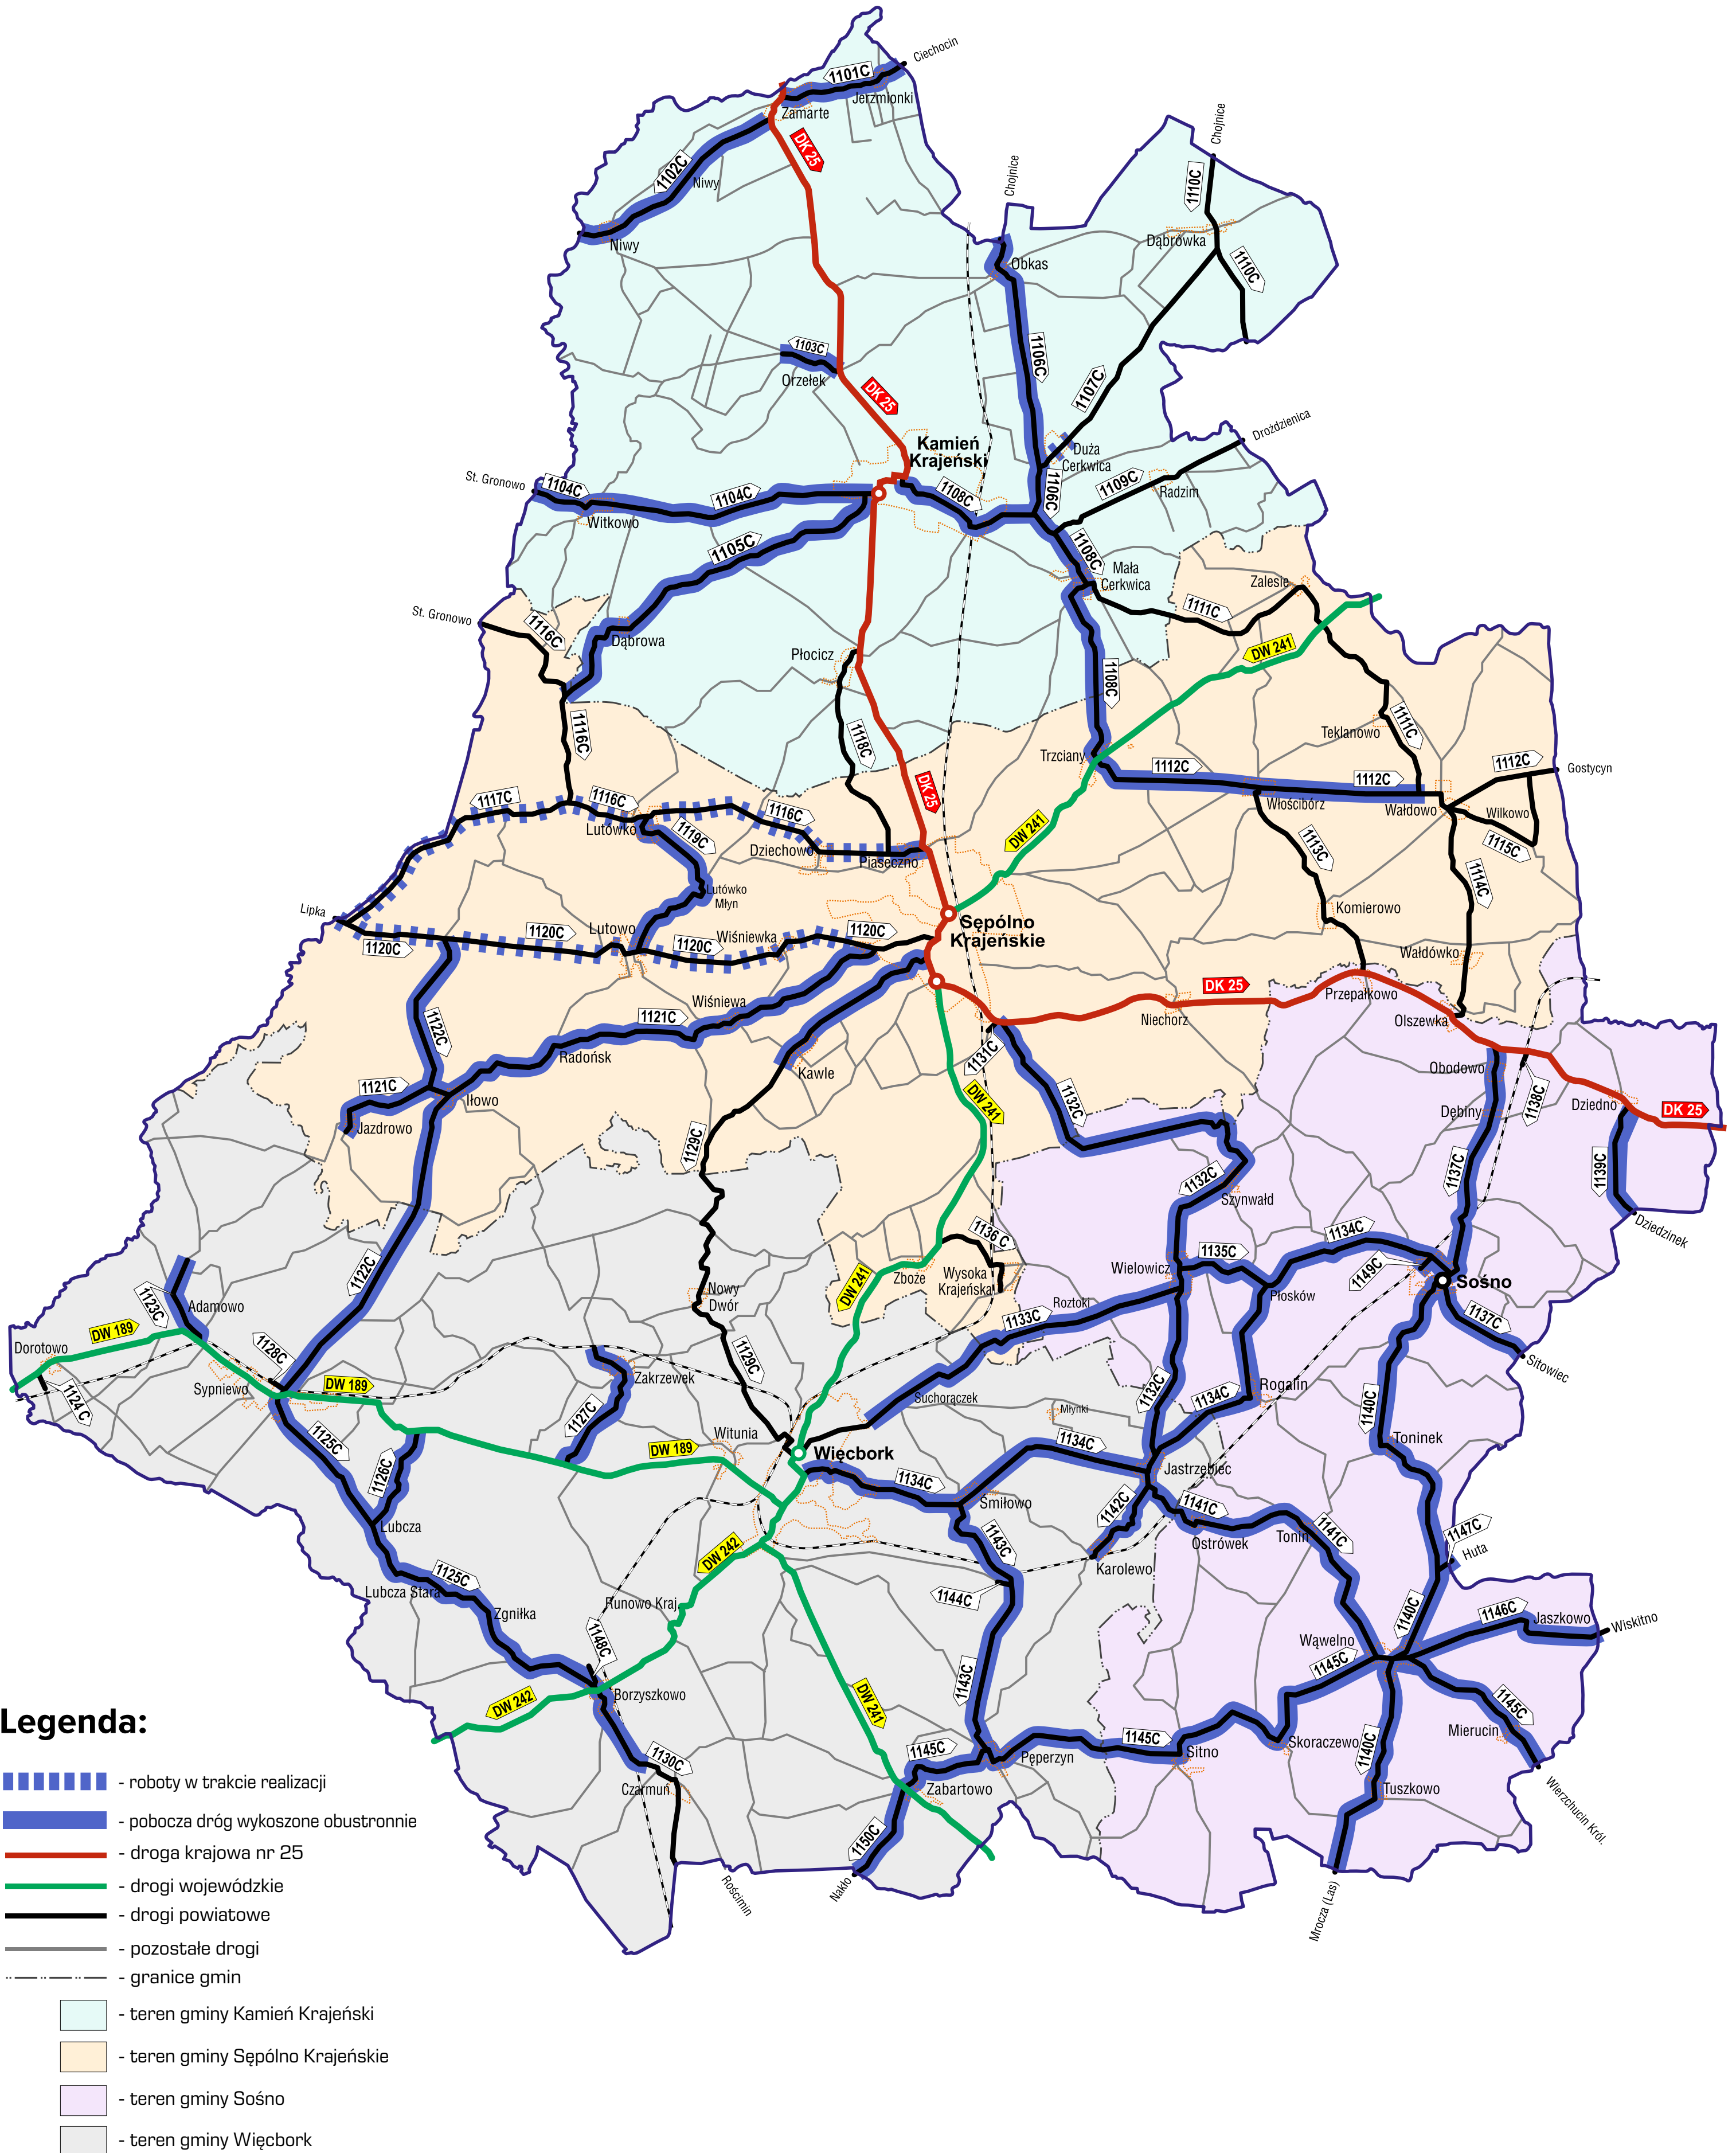 Ciechocin
1101C
Jerzmionki
Zamarte
DK 25
1102C
Niwy
Niwy
Chojnice
Chojnice
1110C
Dąbrówka
1110C
Obkas
1103C
Orzełek
1106C
1107C
DK 25
Kamień
Krajeński
Duża
Cerkwica
Drożdzienica
St. Gronowo
1104C
1104C
1108C
1106C
1109C
Radzim
Witkowo
1105C
1108C
Mała
Cerkwica
Zalesie
St. Gronowo
1116C
Dąbrowa
1111C
DW 241
Płocicz
1108C
1116C
1118C
Teklanowo
1111C
Trzciany
1112C
1112C
1112C
Gostycyn
DK 25
1117C
1116C
1116C
Włościbórz
Wałdowo
Wilkowo
Lutówko
1119C
Dziechowo
Piaseczno
DW 241
1113C
1115C
Lutówko
Młyn
1114C
Lipka
Komierowo
Sępólno
Krajeńskie
1120C
1120C
Lutowo
1120C
Wiśniewka
1120C
Wałdówko
DK 25
Przepałkowo
Wiśniewa
1121C
Niechorz
Olszewka
1122C
Radońsk
Kawle
1131C
Obodowo
1121C
Iłowo
1132C
DW 241
Dębiny
1138C
Dziedno
DK 25
Jazdrowo
1129C
1137C
1139C
1132C
Szynwałd
Dziedzinek
1136 C
1134C
1135C
1122C
Wielowicz
1149C
Sośno
Zboże
Wysoka
Krajeńska
1123C
Adamowo
Nowy
Dwór
DW 241
Roztoki
Płosków
1133C
1137C
Dorotowo
DW 189
1128C
1129C
Sitowiec
Sypniewo
DW 189
Zakrzewek
Suchorączek
1132C
1134C
Rogalin
1124 C
1127C
Młynki
1140C
1125C
Witunia
DW 189
Więcbork
1134C
Toninek
1126C
1134C
Jastrzębiec
Smiłowo
1142C
1141C
Lubcza
1143C
Ostrówek
Tonin
1141C
1147C
Huta
DW 242
Karolewo
Lubcza Stara
1125C
Zgniłka
Runowo Kraj.
1144C
1140C
1146C
Jaszkowo
Wiskitno
1148C
Wąwelno
1145C
1143C
Borzyszkowo
DW 242
DW 241
1145C
Mierucin
1130C
Czarmuń
1145C
Pęperzyn
1145C
Sitno
Skoraczewo
1140C
Zabartowo
Tuszkowo
Wierzchucin Król.
1150C
Nakło
Rościmin
Mrocza (Las)
Legenda:
- roboty w trakcie realizacji
- pobocza dróg wykoszone obustronnie
- droga krajowa nr 25
- drogi wojewódzkie
- drogi powiatowe
- pozostałe drogi
- granice gmin
- teren gminy Kamień Krajeński
- teren gminy Sępólno Krajeńskie
- teren gminy Sośno
- teren gminy Więcbork